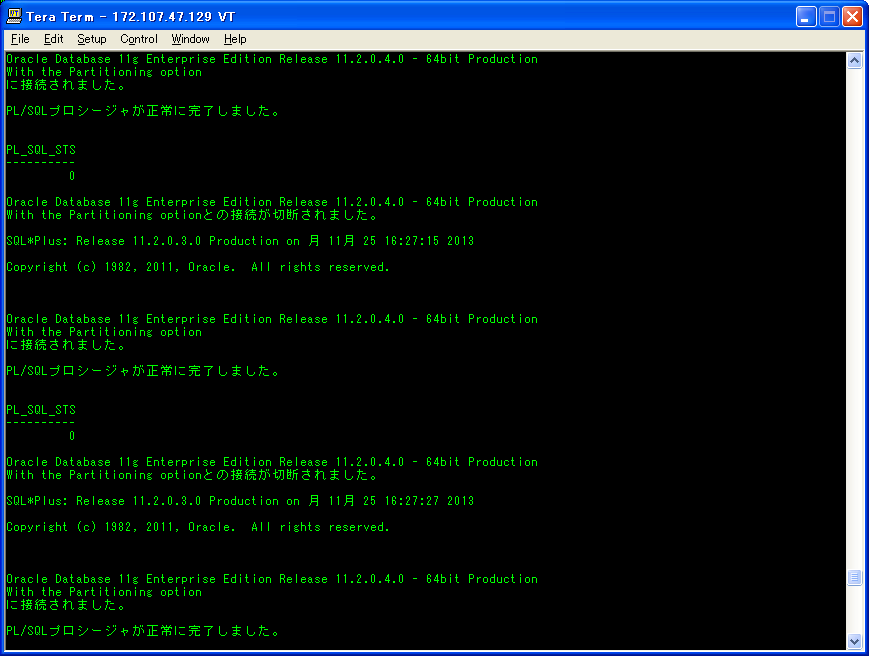 Tera Term - 172.107.47.129 VT
File Edit Setup Control Window Help
Oracle Database 11g Enterprise Edition Release 11.2.0.4.0 - 64bit Production
With the Partitioning option
に接続されました。
PL/SQLプロシージャが正常に完了しました。
PL_SQL_STS
----------
0
Oracle Database 11g Enterprise Edition Release 11.2.0.4.0 - 64bit Production
With the Partitioning optionとの接続が切断されました。
SQL*Plus: Release 11.2.0.3.0 Production on 月 11月 25 16:27:15 2013
Copyright (c) 1982, 2011, Oracle.  All rights reserved.
Oracle Database 11g Enterprise Edition Release 11.2.0.4.0 - 64bit Production
With the Partitioning option
に接続されました。
PL/SQLプロシージャが正常に完了しました。
PL_SQL_STS
----------
0
Oracle Database 11g Enterprise Edition Release 11.2.0.4.0 - 64bit Production
With the Partitioning optionとの接続が切断されました。
SQL*Plus: Release 11.2.0.3.0 Production on 月 11月 25 16:27:27 2013
Copyright (c) 1982, 2011, Oracle.  All rights reserved.
Oracle Database 11g Enterprise Edition Release 11.2.0.4.0 - 64bit Production
With the Partitioning option
に接続されました。
PL/SQLプロシージャが正常に完了しました。